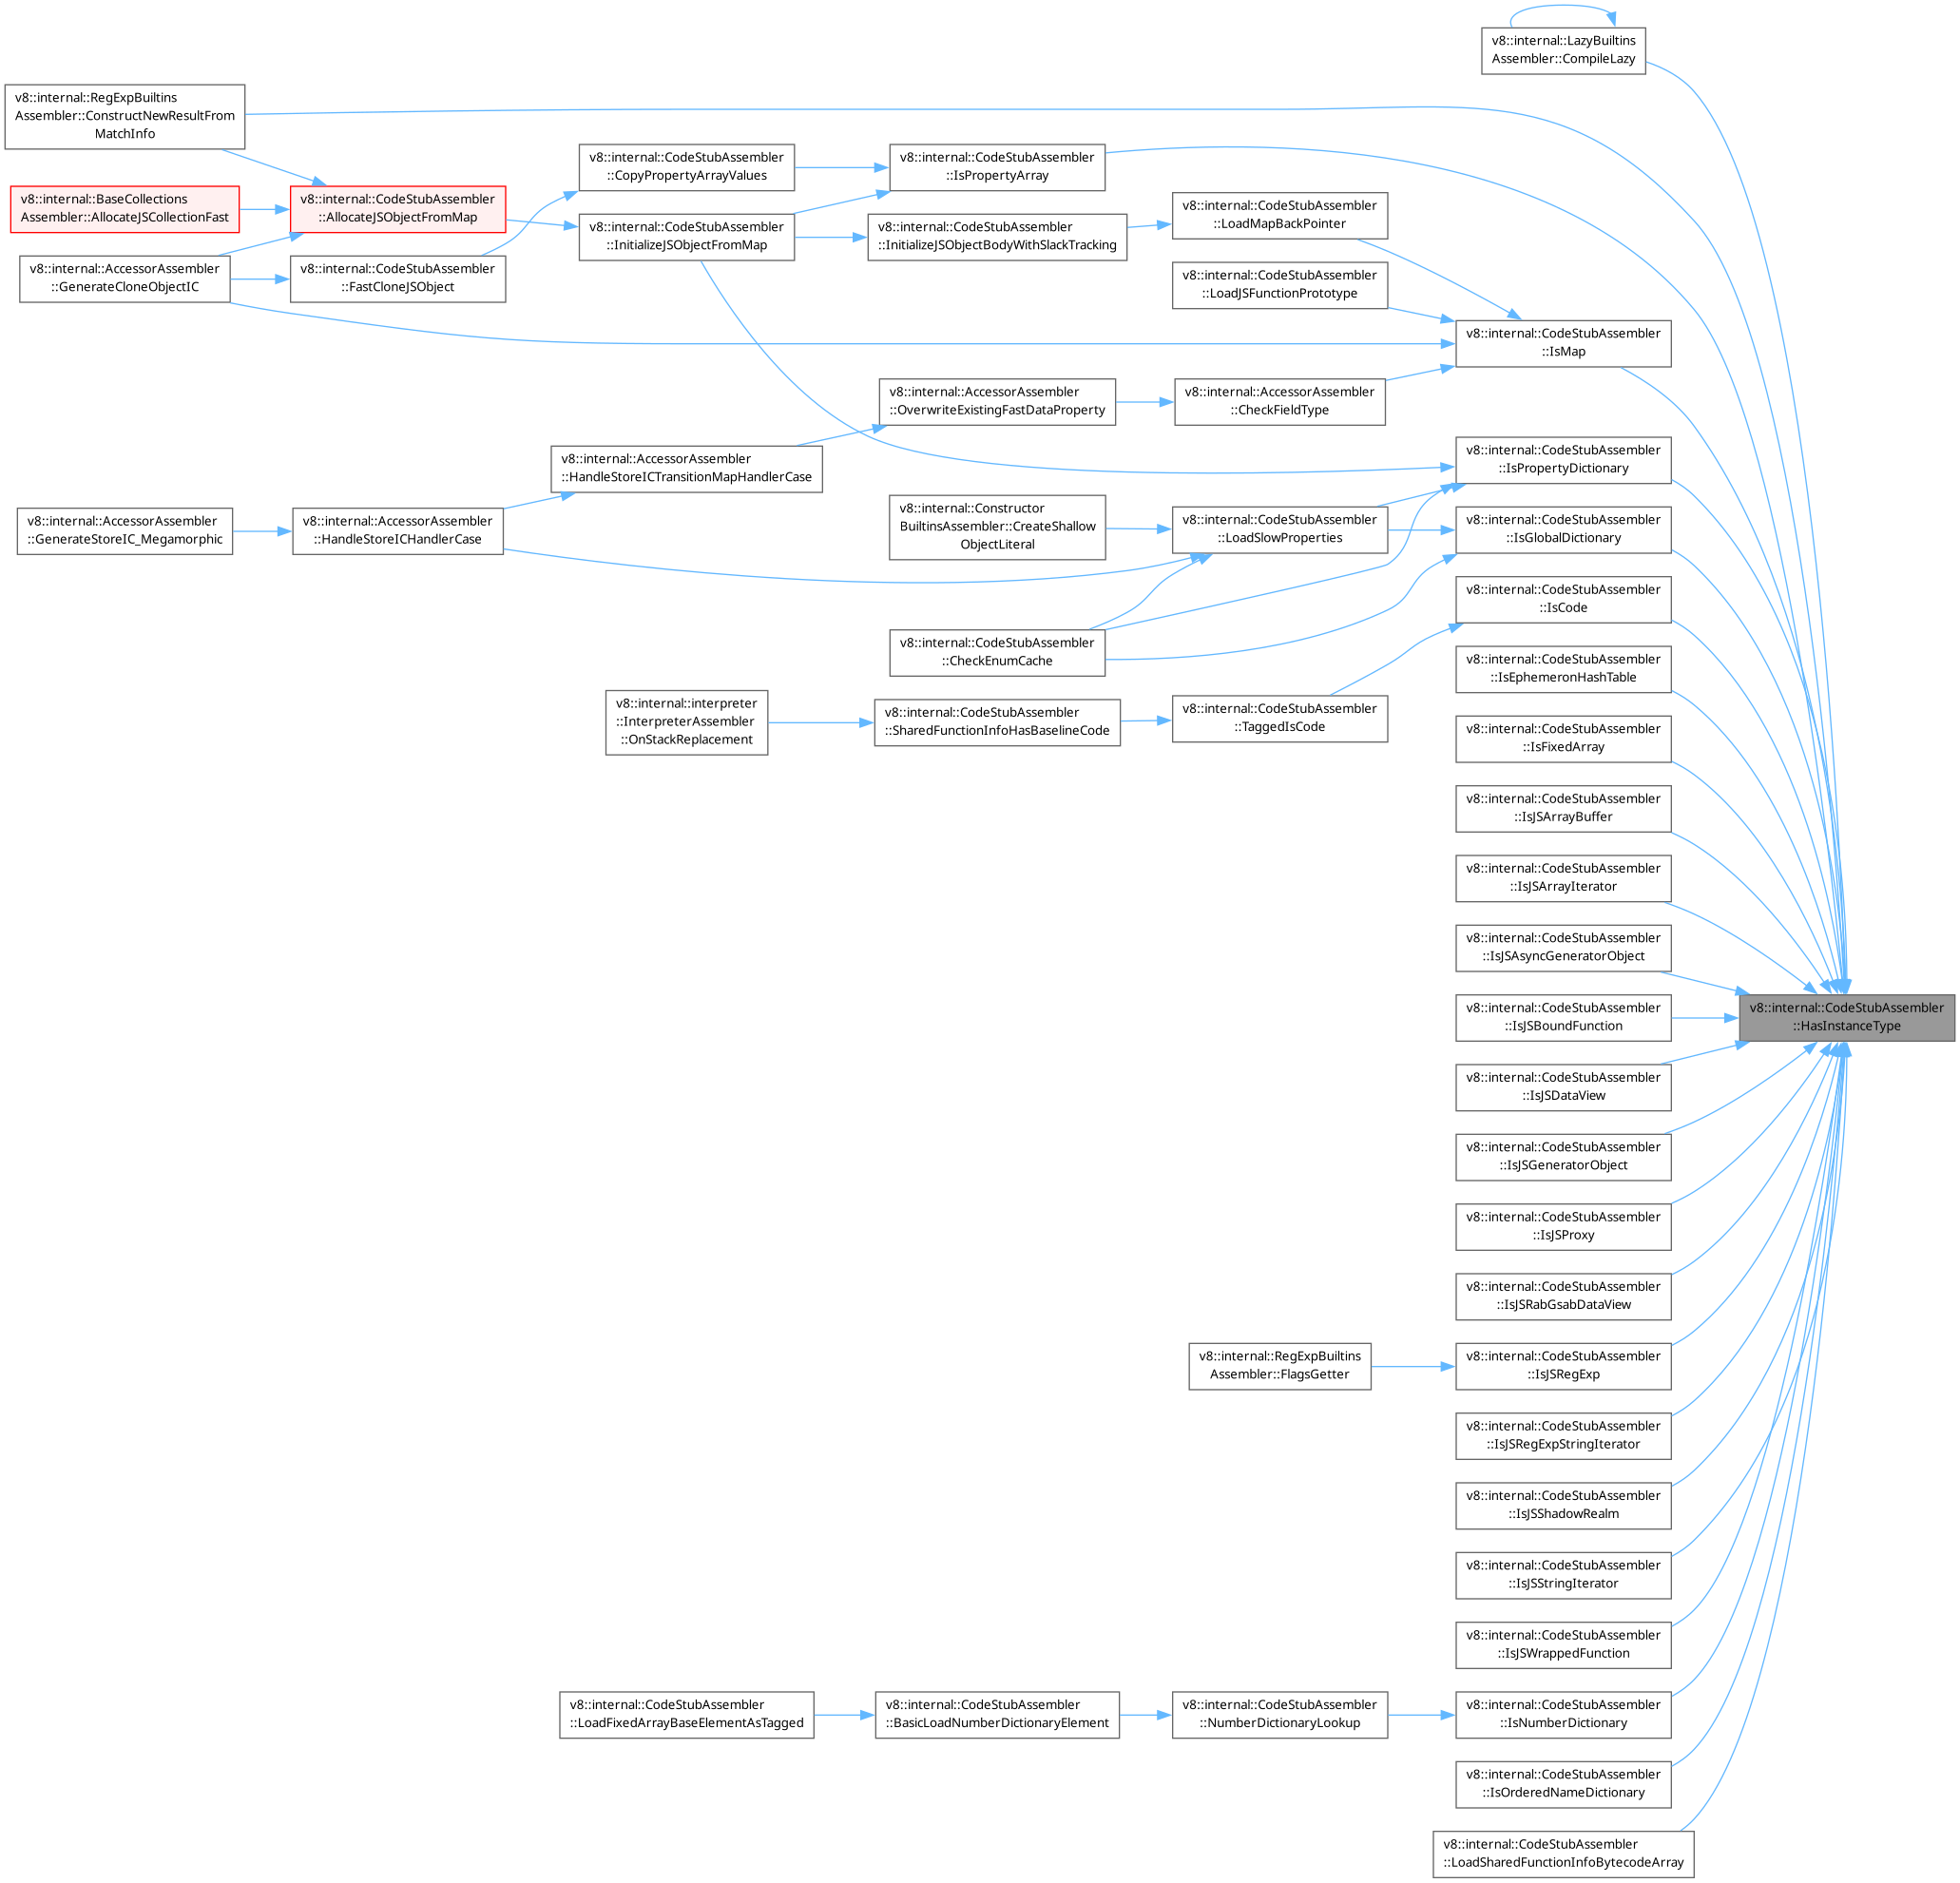 v8::internal::LazyBuiltins
Assembler::CompileLazy
v8::internal::RegExpBuiltins
Assembler::ConstructNewResultFrom
MatchInfo
v8::internal::CodeStubAssembler
::CopyPropertyArrayValues
v8::internal::CodeStubAssembler
::IsPropertyArray
v8::internal::BaseCollections
Assembler::AllocateJSCollectionFast
v8::internal::CodeStubAssembler
::AllocateJSObjectFromMap
v8::internal::CodeStubAssembler
::InitializeJSObjectFromMap
v8::internal::CodeStubAssembler
::InitializeJSObjectBodyWithSlackTracking
v8::internal::CodeStubAssembler
::LoadMapBackPointer
v8::internal::AccessorAssembler
::GenerateCloneObjectIC
v8::internal::CodeStubAssembler
::FastCloneJSObject
v8::internal::CodeStubAssembler
::LoadJSFunctionPrototype
v8::internal::CodeStubAssembler
::IsMap
v8::internal::AccessorAssembler
::OverwriteExistingFastDataProperty
v8::internal::AccessorAssembler
::CheckFieldType
v8::internal::AccessorAssembler
::HandleStoreICTransitionMapHandlerCase
v8::internal::CodeStubAssembler
::IsPropertyDictionary
v8::internal::AccessorAssembler
::GenerateStoreIC_Megamorphic
v8::internal::AccessorAssembler
::HandleStoreICHandlerCase
v8::internal::Constructor
BuiltinsAssembler::CreateShallow
ObjectLiteral
v8::internal::CodeStubAssembler
::LoadSlowProperties
v8::internal::CodeStubAssembler
::IsGlobalDictionary
v8::internal::CodeStubAssembler
::IsCode
v8::internal::CodeStubAssembler
::CheckEnumCache
v8::internal::CodeStubAssembler
::IsEphemeronHashTable
v8::internal::interpreter
::InterpreterAssembler
::OnStackReplacement
v8::internal::CodeStubAssembler
::SharedFunctionInfoHasBaselineCode
v8::internal::CodeStubAssembler
::TaggedIsCode
v8::internal::CodeStubAssembler
::IsFixedArray
v8::internal::CodeStubAssembler
::IsJSArrayBuffer
v8::internal::CodeStubAssembler
::IsJSArrayIterator
v8::internal::CodeStubAssembler
::IsJSAsyncGeneratorObject
v8::internal::CodeStubAssembler
::IsJSBoundFunction
v8::internal::CodeStubAssembler
::HasInstanceType
v8::internal::CodeStubAssembler
::IsJSDataView
v8::internal::CodeStubAssembler
::IsJSGeneratorObject
v8::internal::CodeStubAssembler
::IsJSProxy
v8::internal::CodeStubAssembler
::IsJSRabGsabDataView
v8::internal::RegExpBuiltins
Assembler::FlagsGetter
v8::internal::CodeStubAssembler
::IsJSRegExp
v8::internal::CodeStubAssembler
::IsJSRegExpStringIterator
v8::internal::CodeStubAssembler
::IsJSShadowRealm
v8::internal::CodeStubAssembler
::IsJSStringIterator
v8::internal::CodeStubAssembler
::IsJSWrappedFunction
v8::internal::CodeStubAssembler
::LoadFixedArrayBaseElementAsTagged
v8::internal::CodeStubAssembler
::BasicLoadNumberDictionaryElement
v8::internal::CodeStubAssembler
::NumberDictionaryLookup
v8::internal::CodeStubAssembler
::IsNumberDictionary
v8::internal::CodeStubAssembler
::IsOrderedNameDictionary
v8::internal::CodeStubAssembler
::LoadSharedFunctionInfoBytecodeArray